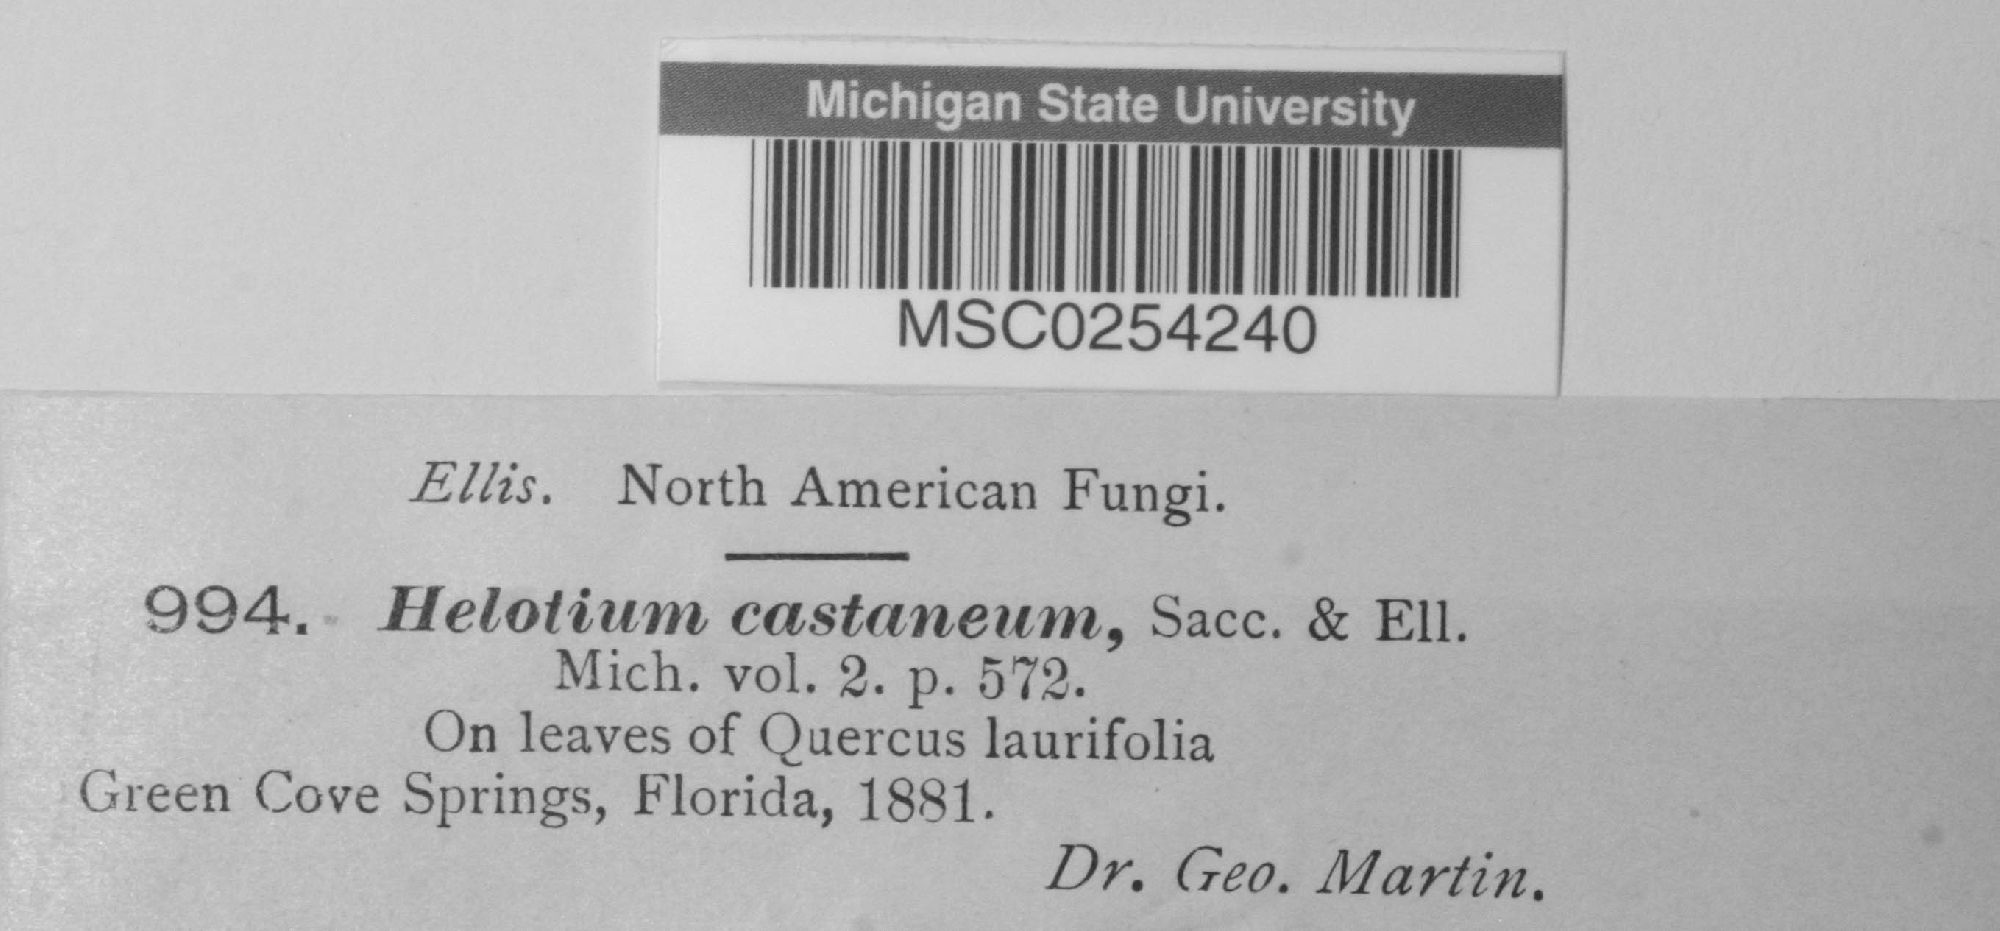 Michigan State University
MSC0254240
Ellis. North American Fungi.
994. Helotium castaneum, Sacc. & Ell.
Mich. vol. 2. p. 572.
On leaves of Quercus laurifolia
Green Cove Springs, Florida, 1881.
Dr. Geo. Martin.